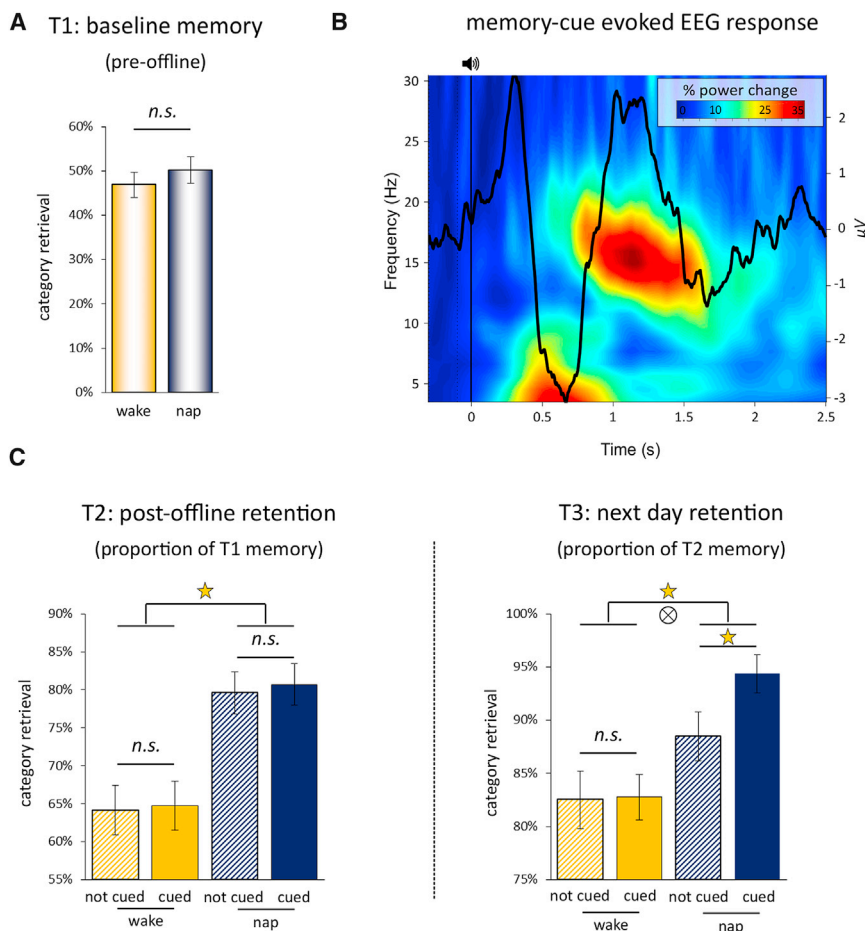 A
T1: baseline memory
(pre-offline)
n.s.
60%
50%
40%
30%
20%
10%
0%
category retrieval
wake nap
B
memory-cue evoked EEG response
% power change
0 10 25 35
30
25
20
15
10
5
Frequency (Hz)
2
1
0
-1
-2
-3
µV
0 0.5 1 1.5 2 2.5
Time (s)
C
T2: post-offline retention
(proportion of T1 memory)
90%
85%
80%
75%
70%
65%
60%
55%
category retrieval
n.s.
n.s.
not cued cued not cued cued
wake nap
T3: next day retention
(proportion of T2 memory)
100%
95%
90%
85%
80%
75%
category retrieval
n.s.
not cued cued not cued cued
wake nap